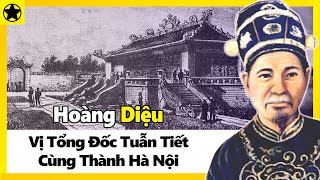 Hoàng Diệu
Vị Tổng Đốc Tuẫn Tiết
Cùng Thành Hà Nội